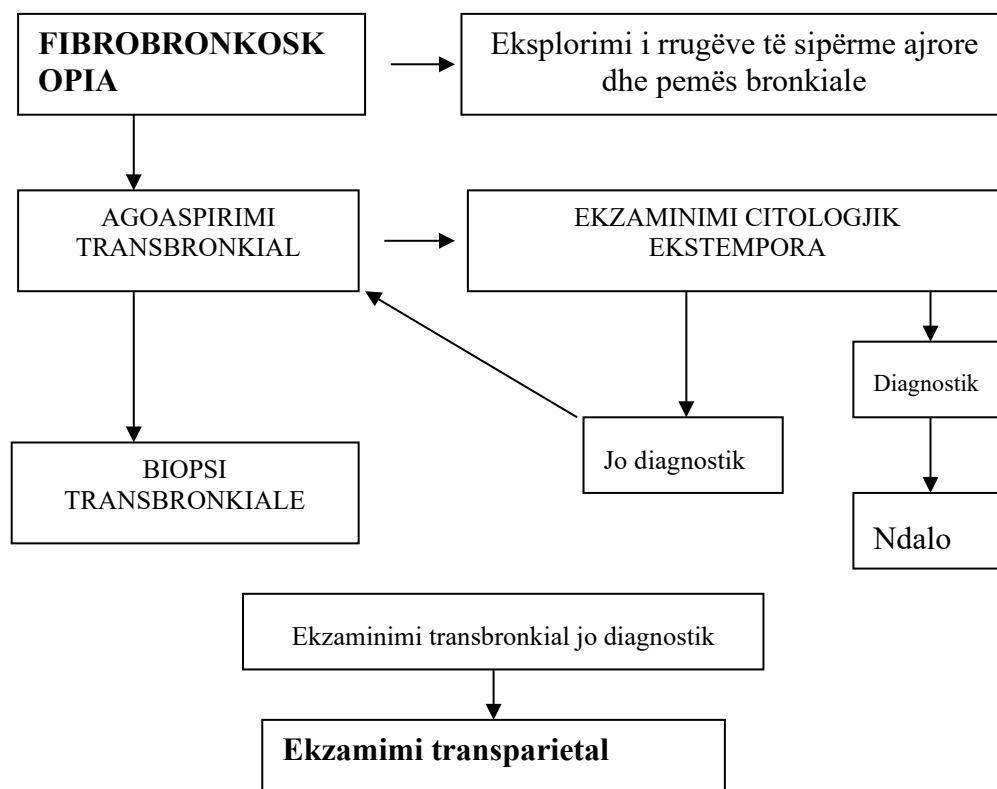 FIBROBRONKOSK
OPIA
Eksplorimi i rrugëve të sipërme ajrore
dhe pemës bronkiale
AGOASPIRIMI
TRANSBRONKIAL
EKZAMINIMI CITOLOGJIK
EKSTEMPORA
Diagnostik
Jo diagnostik
BIOPSI
TRANSBRONKIALE
Ndalo
Ekzaminimi transbronkial jo diagnostik
Ekzamimi transparietal